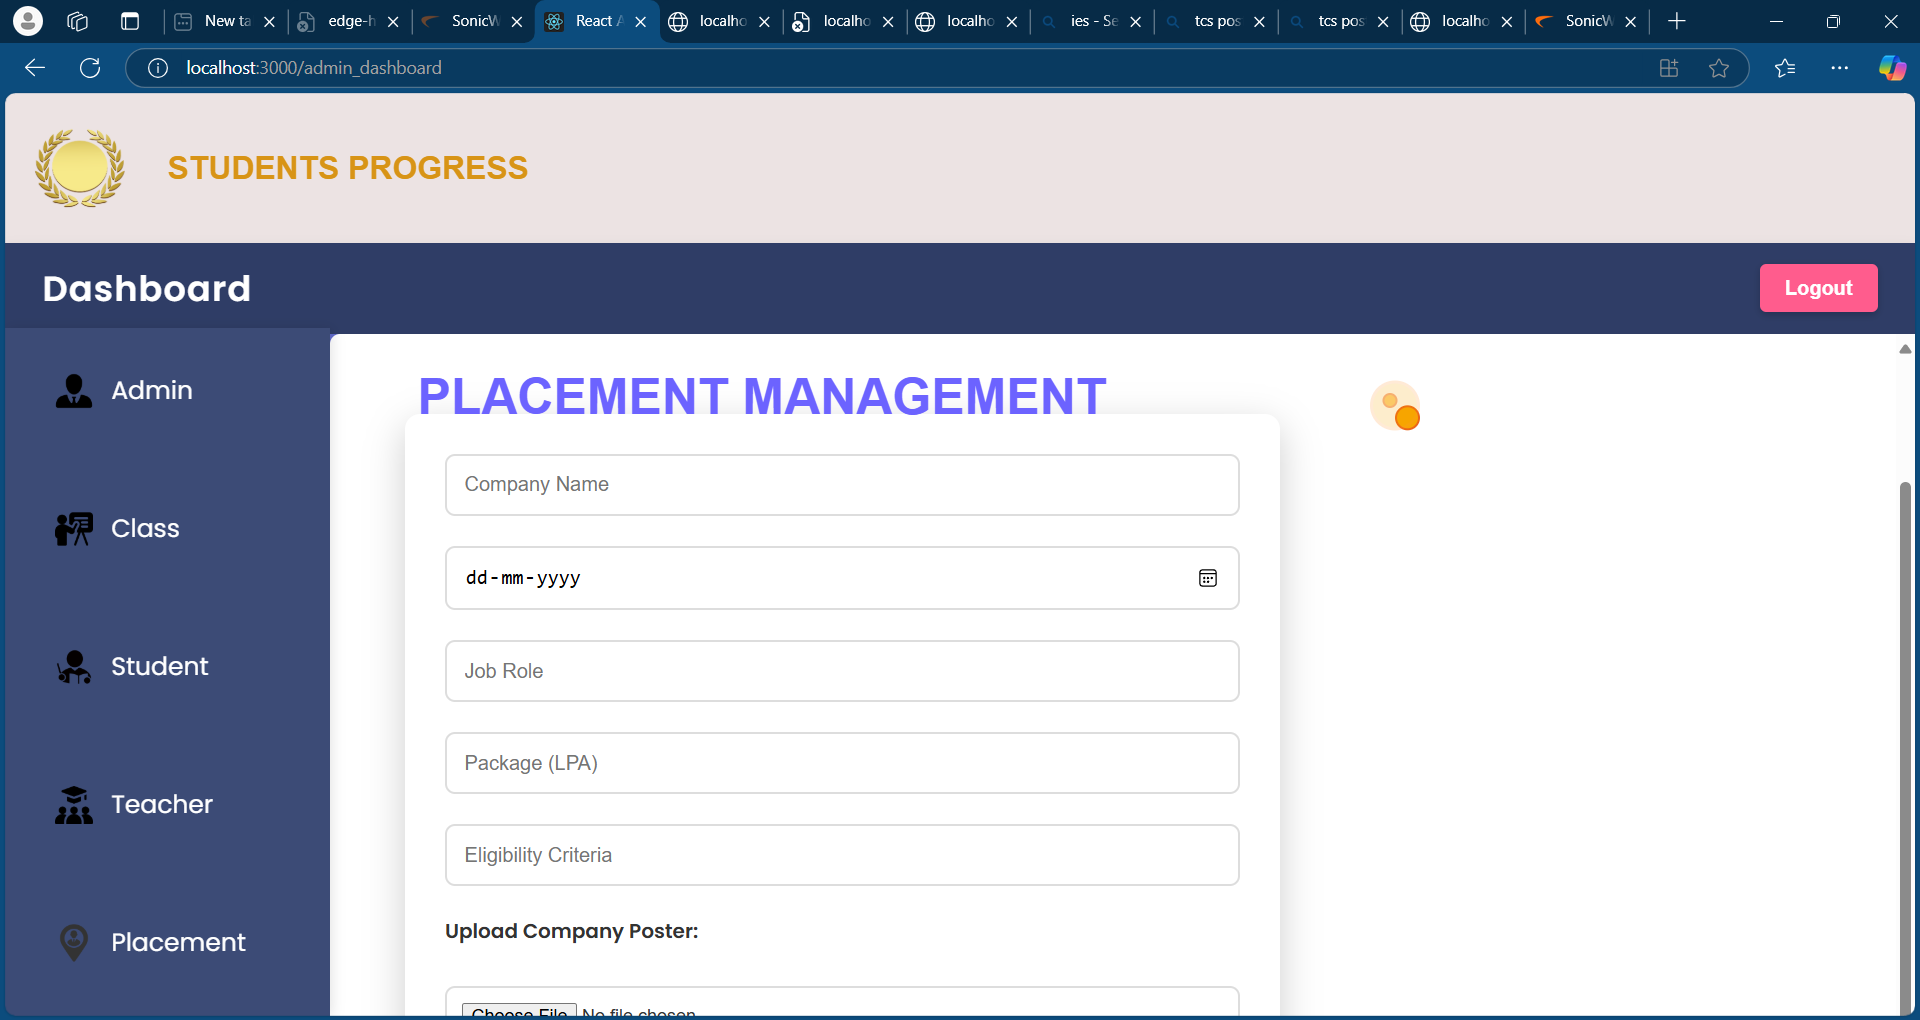 New ta
edge-h
SonicW
React A
localho
localho
localho
ies - Se
tcs pos
tcs pos
localho
SonicW
localhost:3000/admin_dashboard
STUDENTS PROGRESS
Dashboard
Logout
Admin
Class
Student
Teacher
Placement
PLACEMENT MANAGEMENT
Company Name
dd-mm-yyyy
Job Role
Package (LPA)
Eligibility Criteria
Upload Company Poster:
Choose File No file chosen